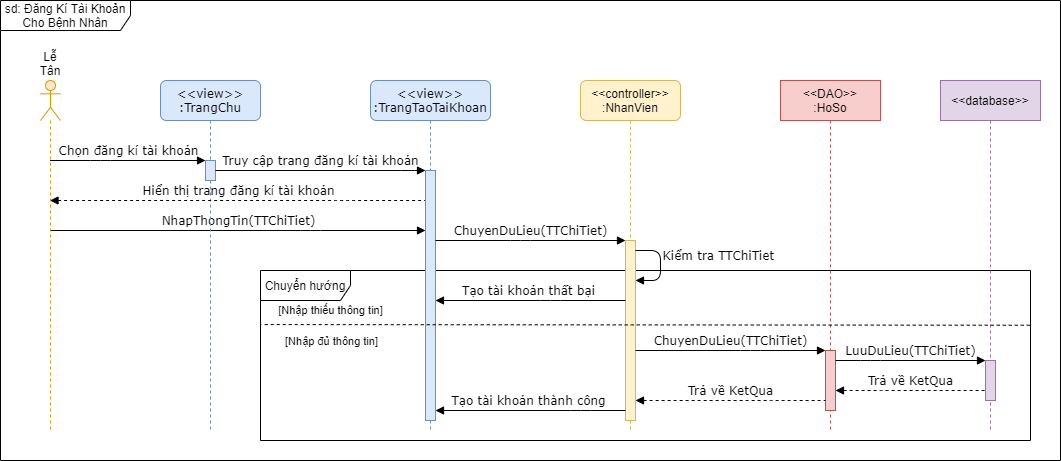 sd: Đăng Kí Tài Khoản
Cho Bệnh Nhân
Lễ
Tân
<<view>>
:TrangChu
<<view>>
:TrangTaoTaiKhoan
<<controller>>
:NhanVien
<<DAO>>
:HoSo
<<database>>
Chọn đăng kí tài khoản
Truy cập trang đăng kí tài khoản
Hiển thị trang đăng kí tài khoản
NhapThongTin(TTChiTiet)
ChuyenDuLieu(TTChiTiet)
Kiểm tra TTChiTiet
Chuyển hướng
Tạo tài khoản thất bại
[Nhập thiếu thông tin]
[Nhập đủ thông tin]
ChuyenDuLieu(TTChiTiet)
LuuDuLieu(TTChiTiet)
Trả về KetQua
Trả về KetQua
Tạo tài khoản thành công